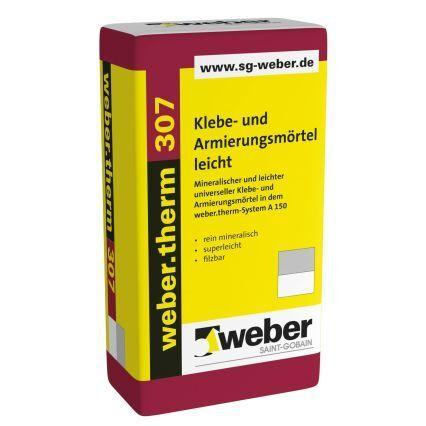 www.sg-weber.de
weber.therm 307
weber.therm 307
Klebe- und
Armierungsmörtel
leicht
Mineralischer und leichter
universeller Klebe- und
Armierungsmörtel in dem
weber.therm-System A 150
• rein mineralisch
• superleicht
• filzbar
weber
SAINT-GOBAIN